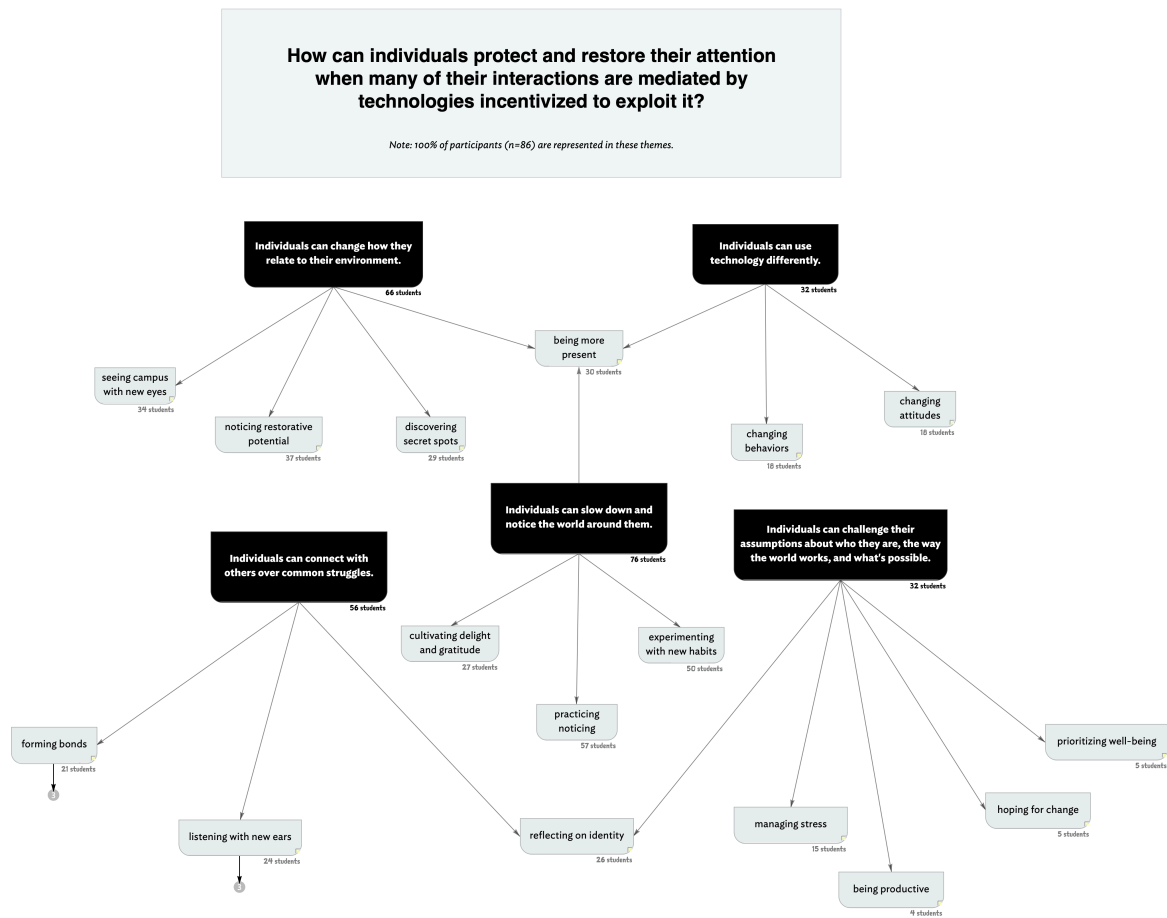 How can individuals protect and restore their attention
when many of their interactions are mediated by
technologies incentivized to exploit it?
Note: 100% of participants (n=86) are represented in these themes.
Individuals can change how they
relate to their environment.
66 students
Individuals can use
technology differently.
32 students
being more
present
30 students
seeing campus
with new eyes
34 students
noticing restorative
potential
37 students
discovering
secret spots
29 students
changing
behaviors
18 students
changing
attitudes
18 students
Individuals can slow down and
notice the world around them.
76 students
Individuals can challenge their
assumptions about who they are, the way
the world works, and what's possible.
32 students
Individuals can connect with
others over common struggles.
56 students
cultivating delight
and gratitude
27 students
experimenting
with new habits
50 students
practicing
noticing
57 students
forming bonds
21 students
3
listening with new ears
24 students
3
reflecting on identity
26 students
managing stress
15 students
being productive
4 students
hoping for change
5 students
prioritizing well-being
5 students